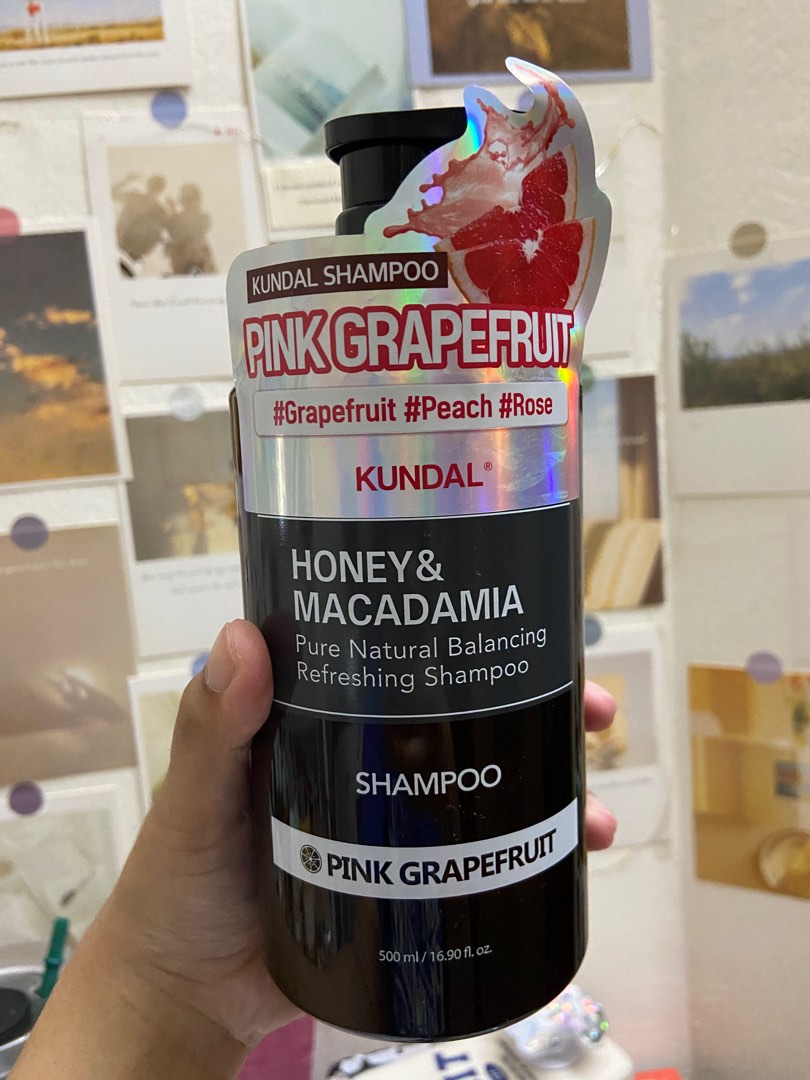 KUNDAL SHAMPOO
PINK GRAPEFRUIT
#Grapefruit #Peach #Rose
KUNDAL®
HONEY&
MACADAMIA
Pure Natural Balancing
Refreshing Shampoo
SHAMPOO
PINK GRAPEFRUIT
500 ml / 16.90 fl. oz.